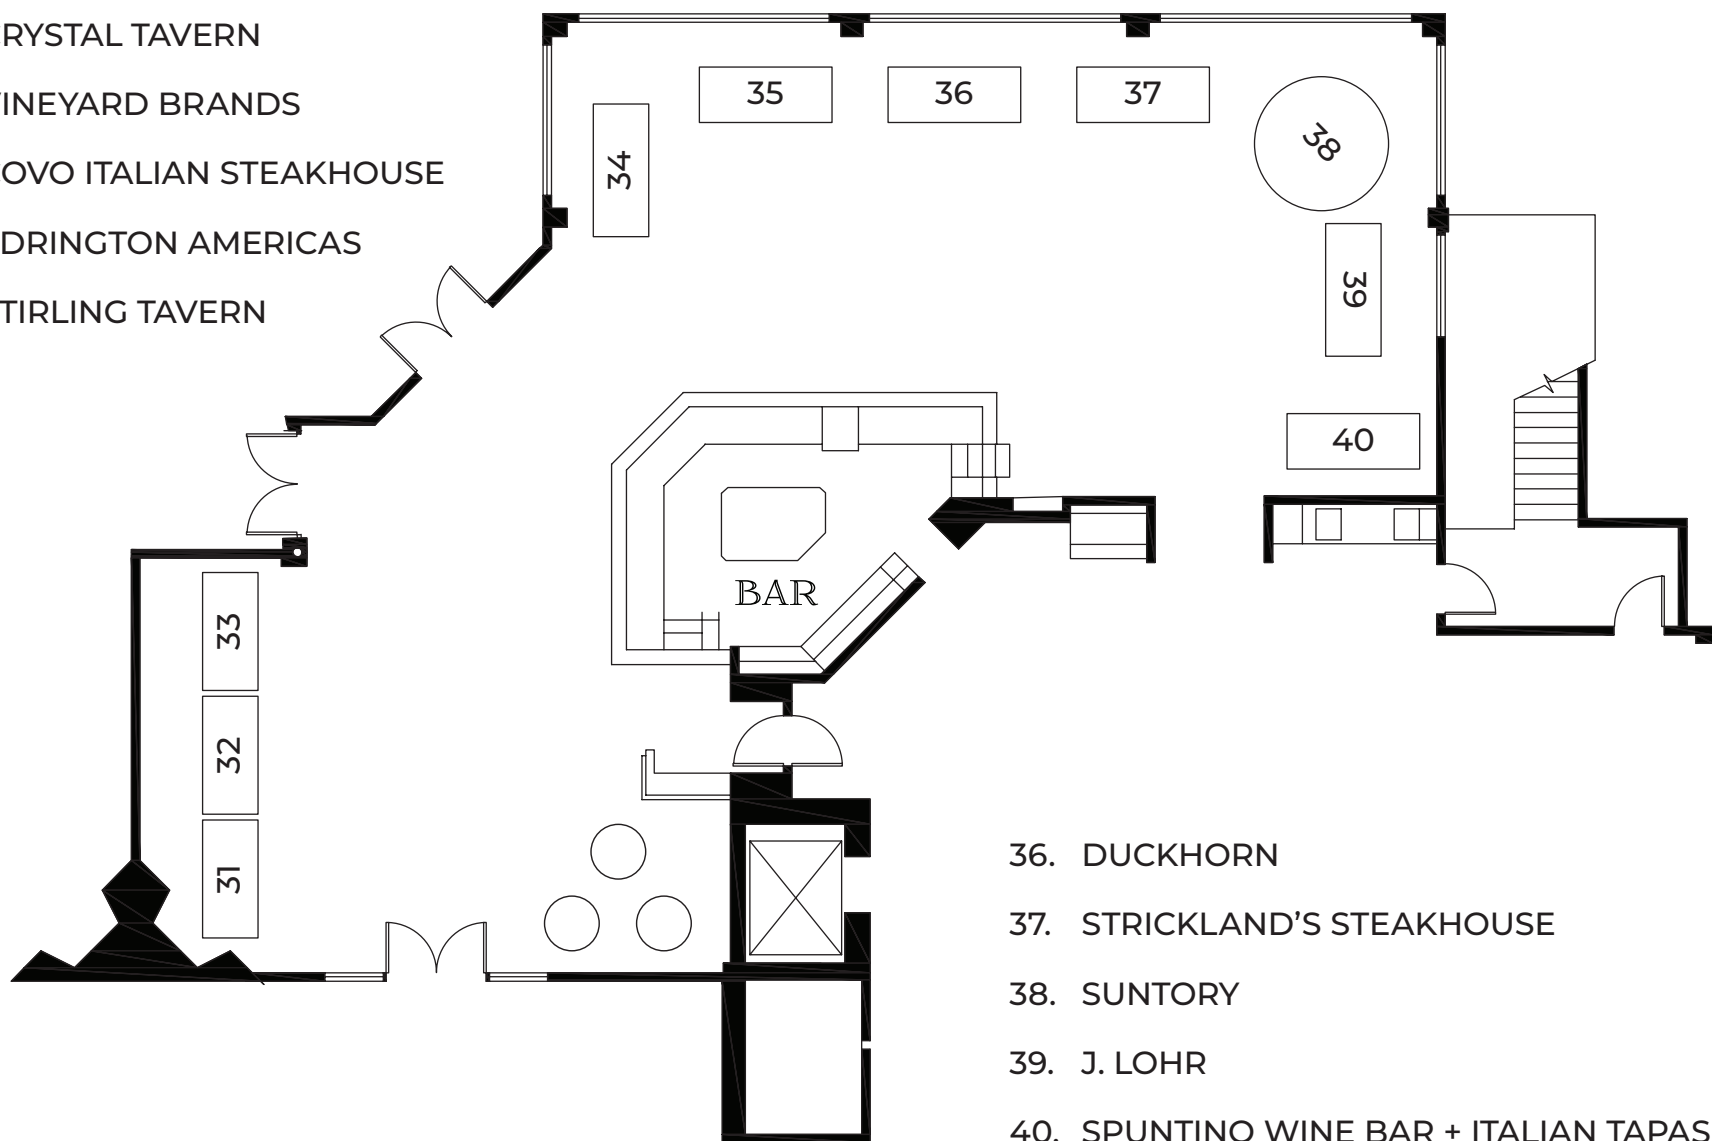 RYSTAL TAVERN
INEYARD BRANDS
OVO ITALIAN STEAKHOUSE
DRINGTON AMERICAS
TIRLING TAVERN
35
36
37
38
34
39
40
BAR
33
32
31
36. DUCKHORN
37. STRICKLAND’S STEAKHOUSE
38. SUNTORY
39. J. LOHR
40. SPUNTINO WINE BAR + ITALIAN TAPAS